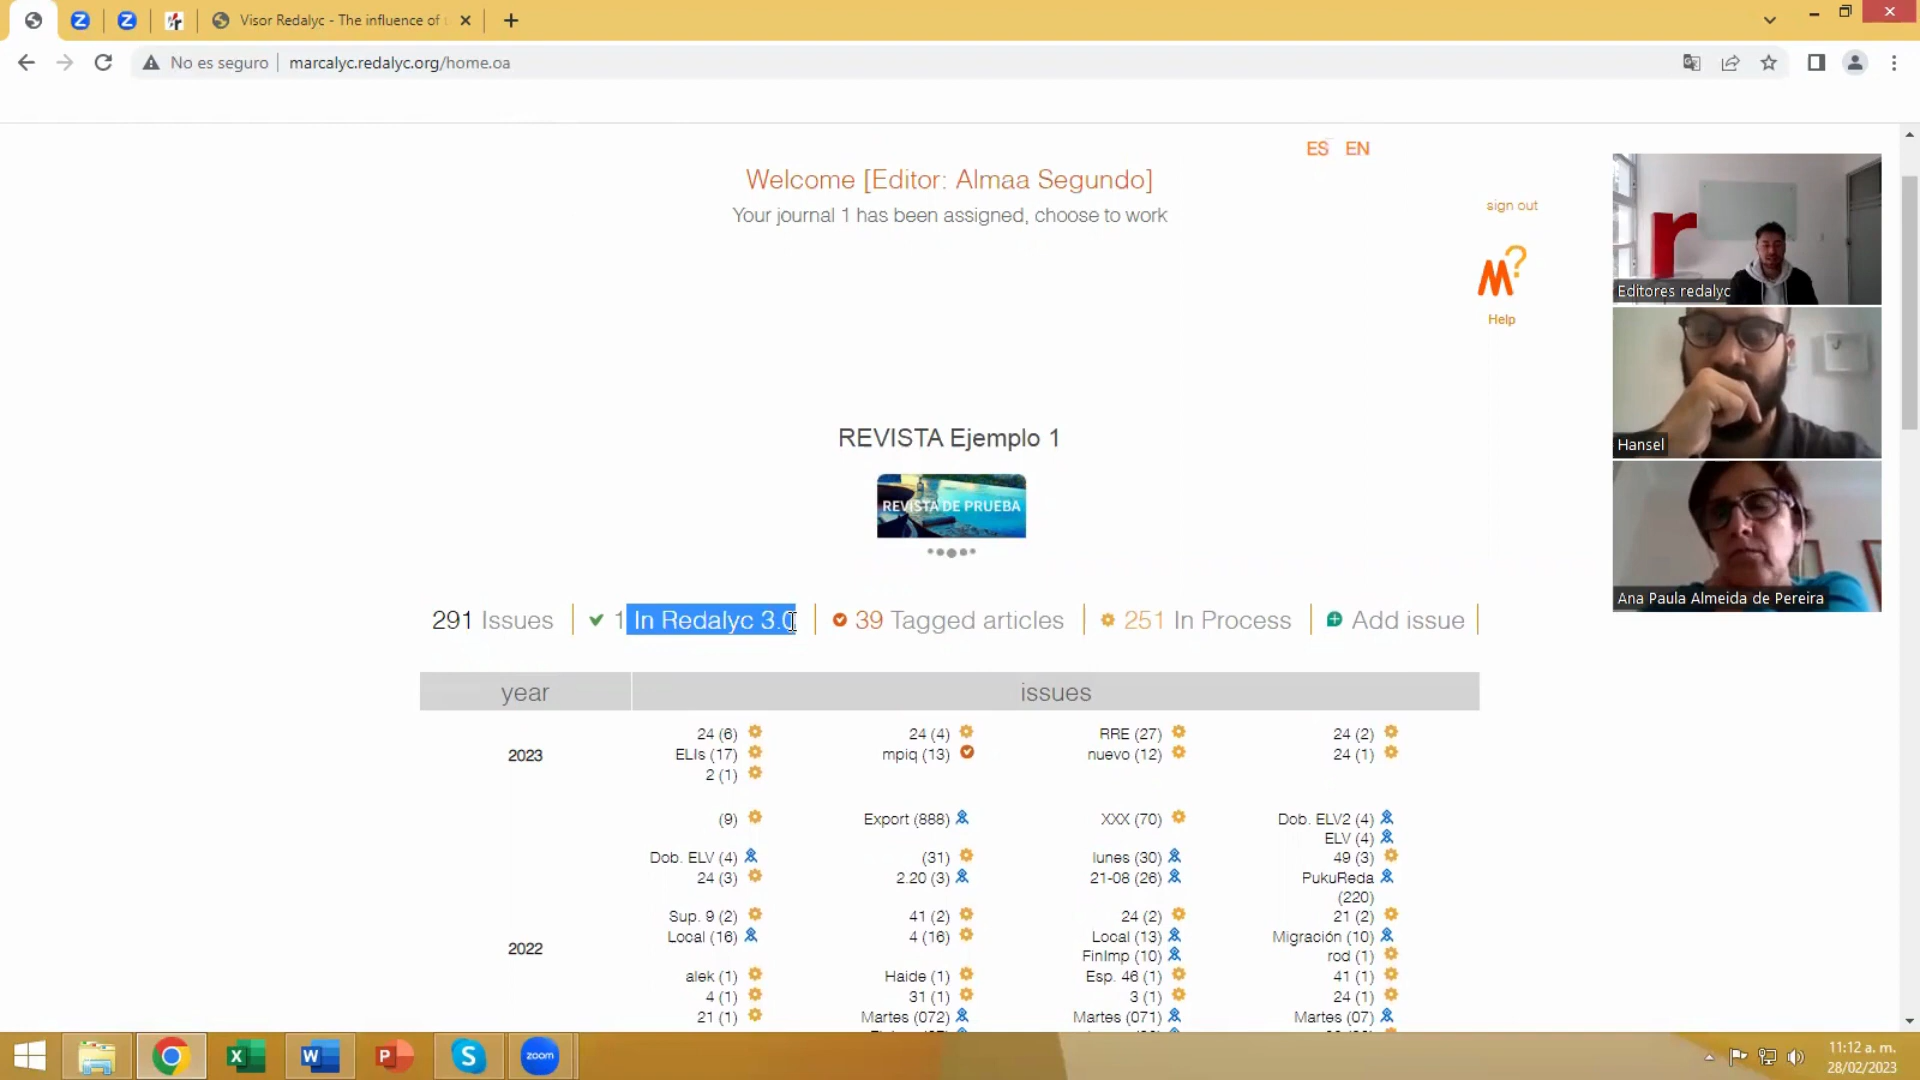 Visor Redalyc - The influence of
No es seguro
marcalyc.redalyc.org/home.oa
ES EN
Welcome [Editor: Almaa Segundo]
Your journal 1 has been assigned, choose to work
sign out
M?
Help
r
Editores redalyc
Hansel
Ana Paula Almeida de Pereira
REVISTA Ejemplo 1
REVISTA DE PRUEBA
291 Issues 1 In Redalyc 3.0 39 Tagged articles 251 In Process Add issue
year issues
2023
24 (6) 24 (4) RRE (27) 24 (2)
ELIs (17) mpiq (13) nuevo (12) 24 (1)
2 (1)
2022
(9) Export (888) XXX (70) Dob. ELV2 (4)
ELV (4)
Dob. ELV (4) (31) lunes (30) 49 (3)
24 (3) 2.20 (3) 21-08 (26) PukuReda
(220)
Sup. 9 (2) 41 (2) 24 (2) 21 (2)
Local (16) 4 (16) Local (13) Migración (10)
FinImp (10) rod (1)
alek (1) Haide (1) Esp. 46 (1) 41 (1)
4 (1) 31 (1) 3 (1) 24 (1)
21 (1) Martes (072) Martes (071) Martes (07)
zoom
11:12 a. m.
28/02/2023